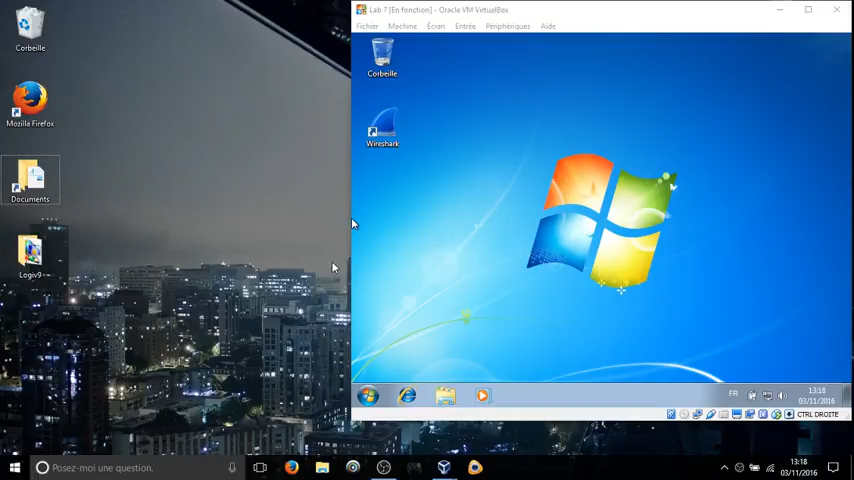 Corbeille
Mozilla Firefox
Documents
Logiv9
Lab 7 [En fonction] - Oracle VM VirtualBox
Fichier Machine Écran Entrée Périphériques Aide
Corbeille
Wireshark
FR
13:18
03/11/2016
CTRL DROITE
Posez-moi une question.
13:18
03/11/2016